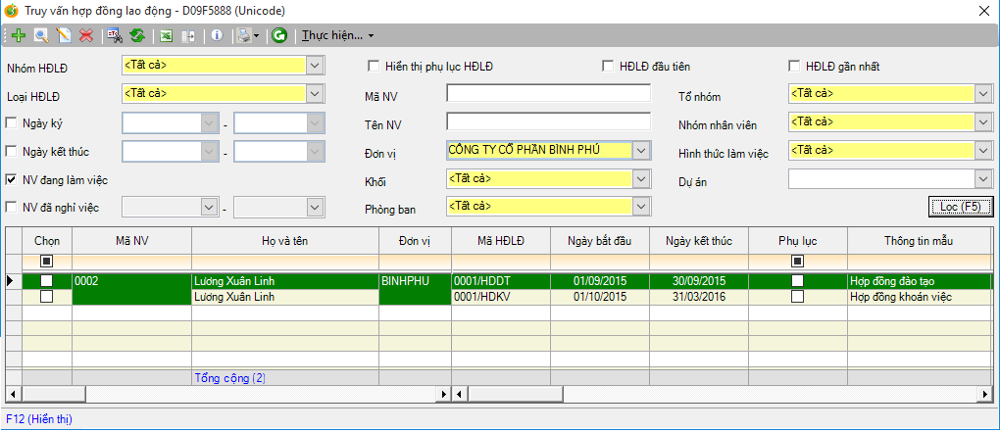 Truy vấn hợp đồng lao động - D09F5888 (Unicode)
Thực hiện...
Nhóm HĐLĐ <Tất cả> Hiển thị phụ lục HĐLĐ HĐLĐ đầu tiên HĐLĐ gần nhất
Loại HĐLĐ <Tất cả> Mã NV Tổ nhóm <Tất cả>
Ngày ký - Tên NV Nhóm nhân viên <Tất cả>
Ngày kết thúc - Đơn vị CÔNG TY CỔ PHẦN BÌNH PHÚ Hình thức làm việc <Tất cả>
NV đang làm việc Khối <Tất cả> Dự án
NV đã nghỉ việc - Phòng ban <Tất cả> Lọc (F5)
Chọn Mã NV Họ và tên Đơn vị Mã HĐLĐ Ngày bắt đầu Ngày kết thúc Phụ lục Thông tin mẫu
0002 Lương Xuân Linh BINHPHU 0001/HDDT 01/09/2015 30/09/2015 Hợp đồng đào tạo
Lương Xuân Linh 0001/HDKV 01/10/2015 31/03/2016 Hợp đồng khoán việc
Tổng cộng (2)
F12 (Hiển thị)